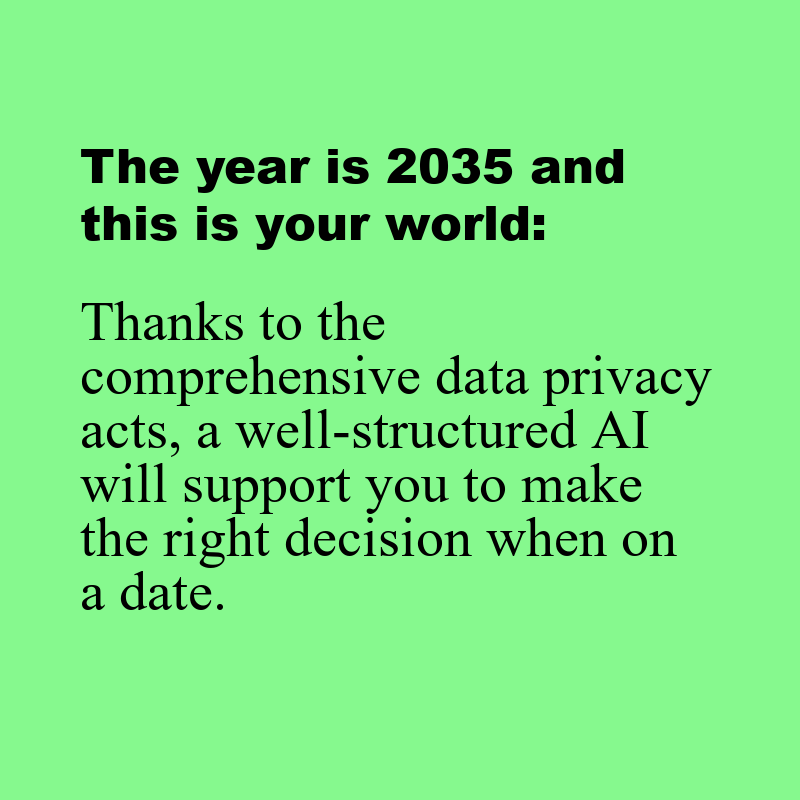 The year is 2035 and
this is your world:
Thanks to the
comprehensive data privacy
acts, a well-structured AI
will support you to make
the right decision when on
a date.